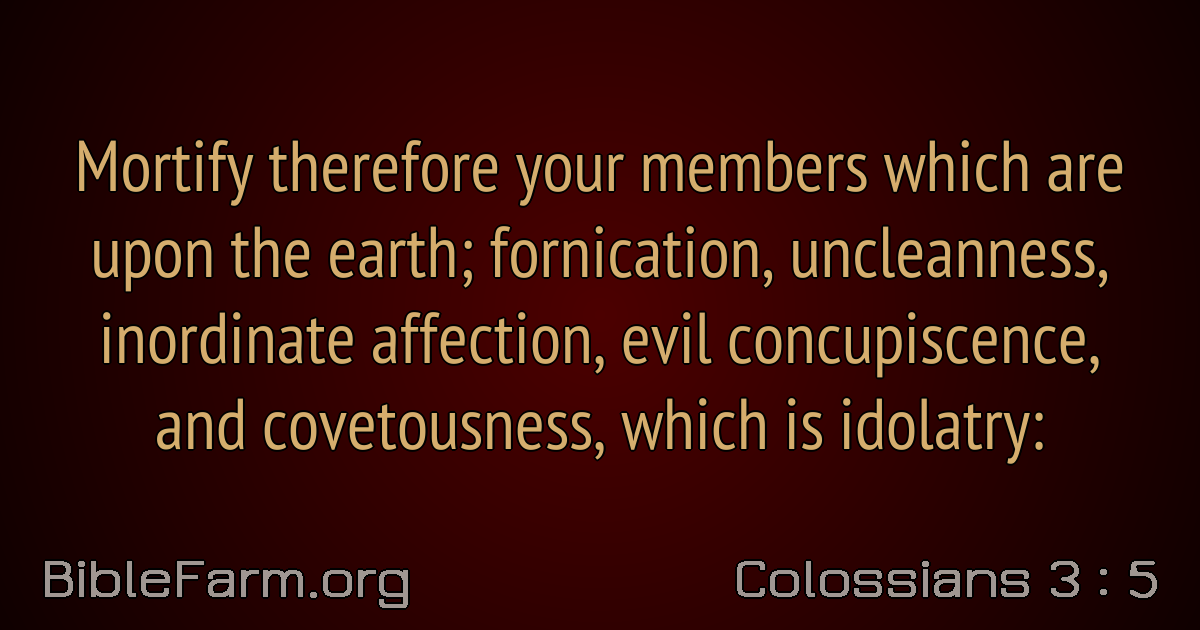 Mortify therefore your members which are
upon the earth; fornication, uncleanness,
inordinate affection, evil concupiscence,
and covetousness, which is idolatry:
BibleFarm.org
Colossians 3 : 5